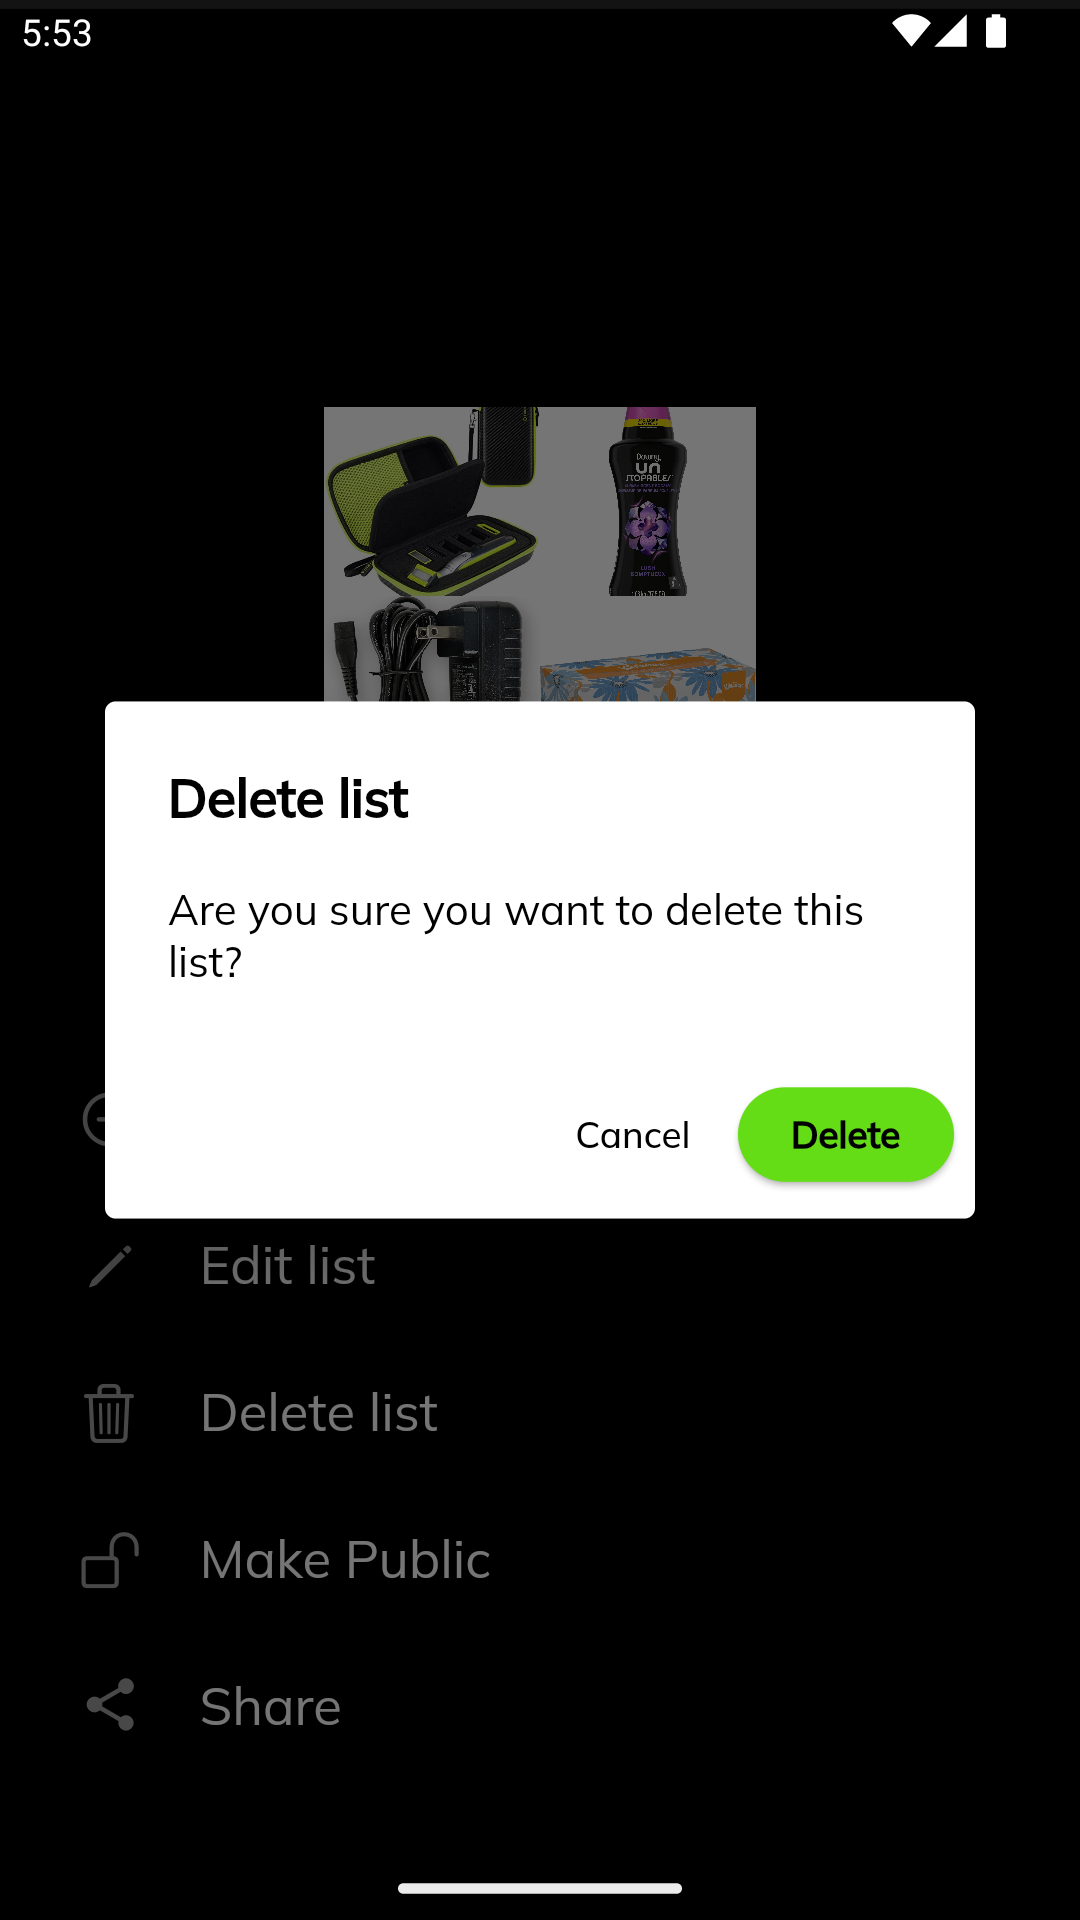 5:53
Downy
UN
STOPABLES
LUSH
Delete list
Are you sure you want to delete this
list?
Cancel
Delete
Edit list
Delete list
Make Public
Share